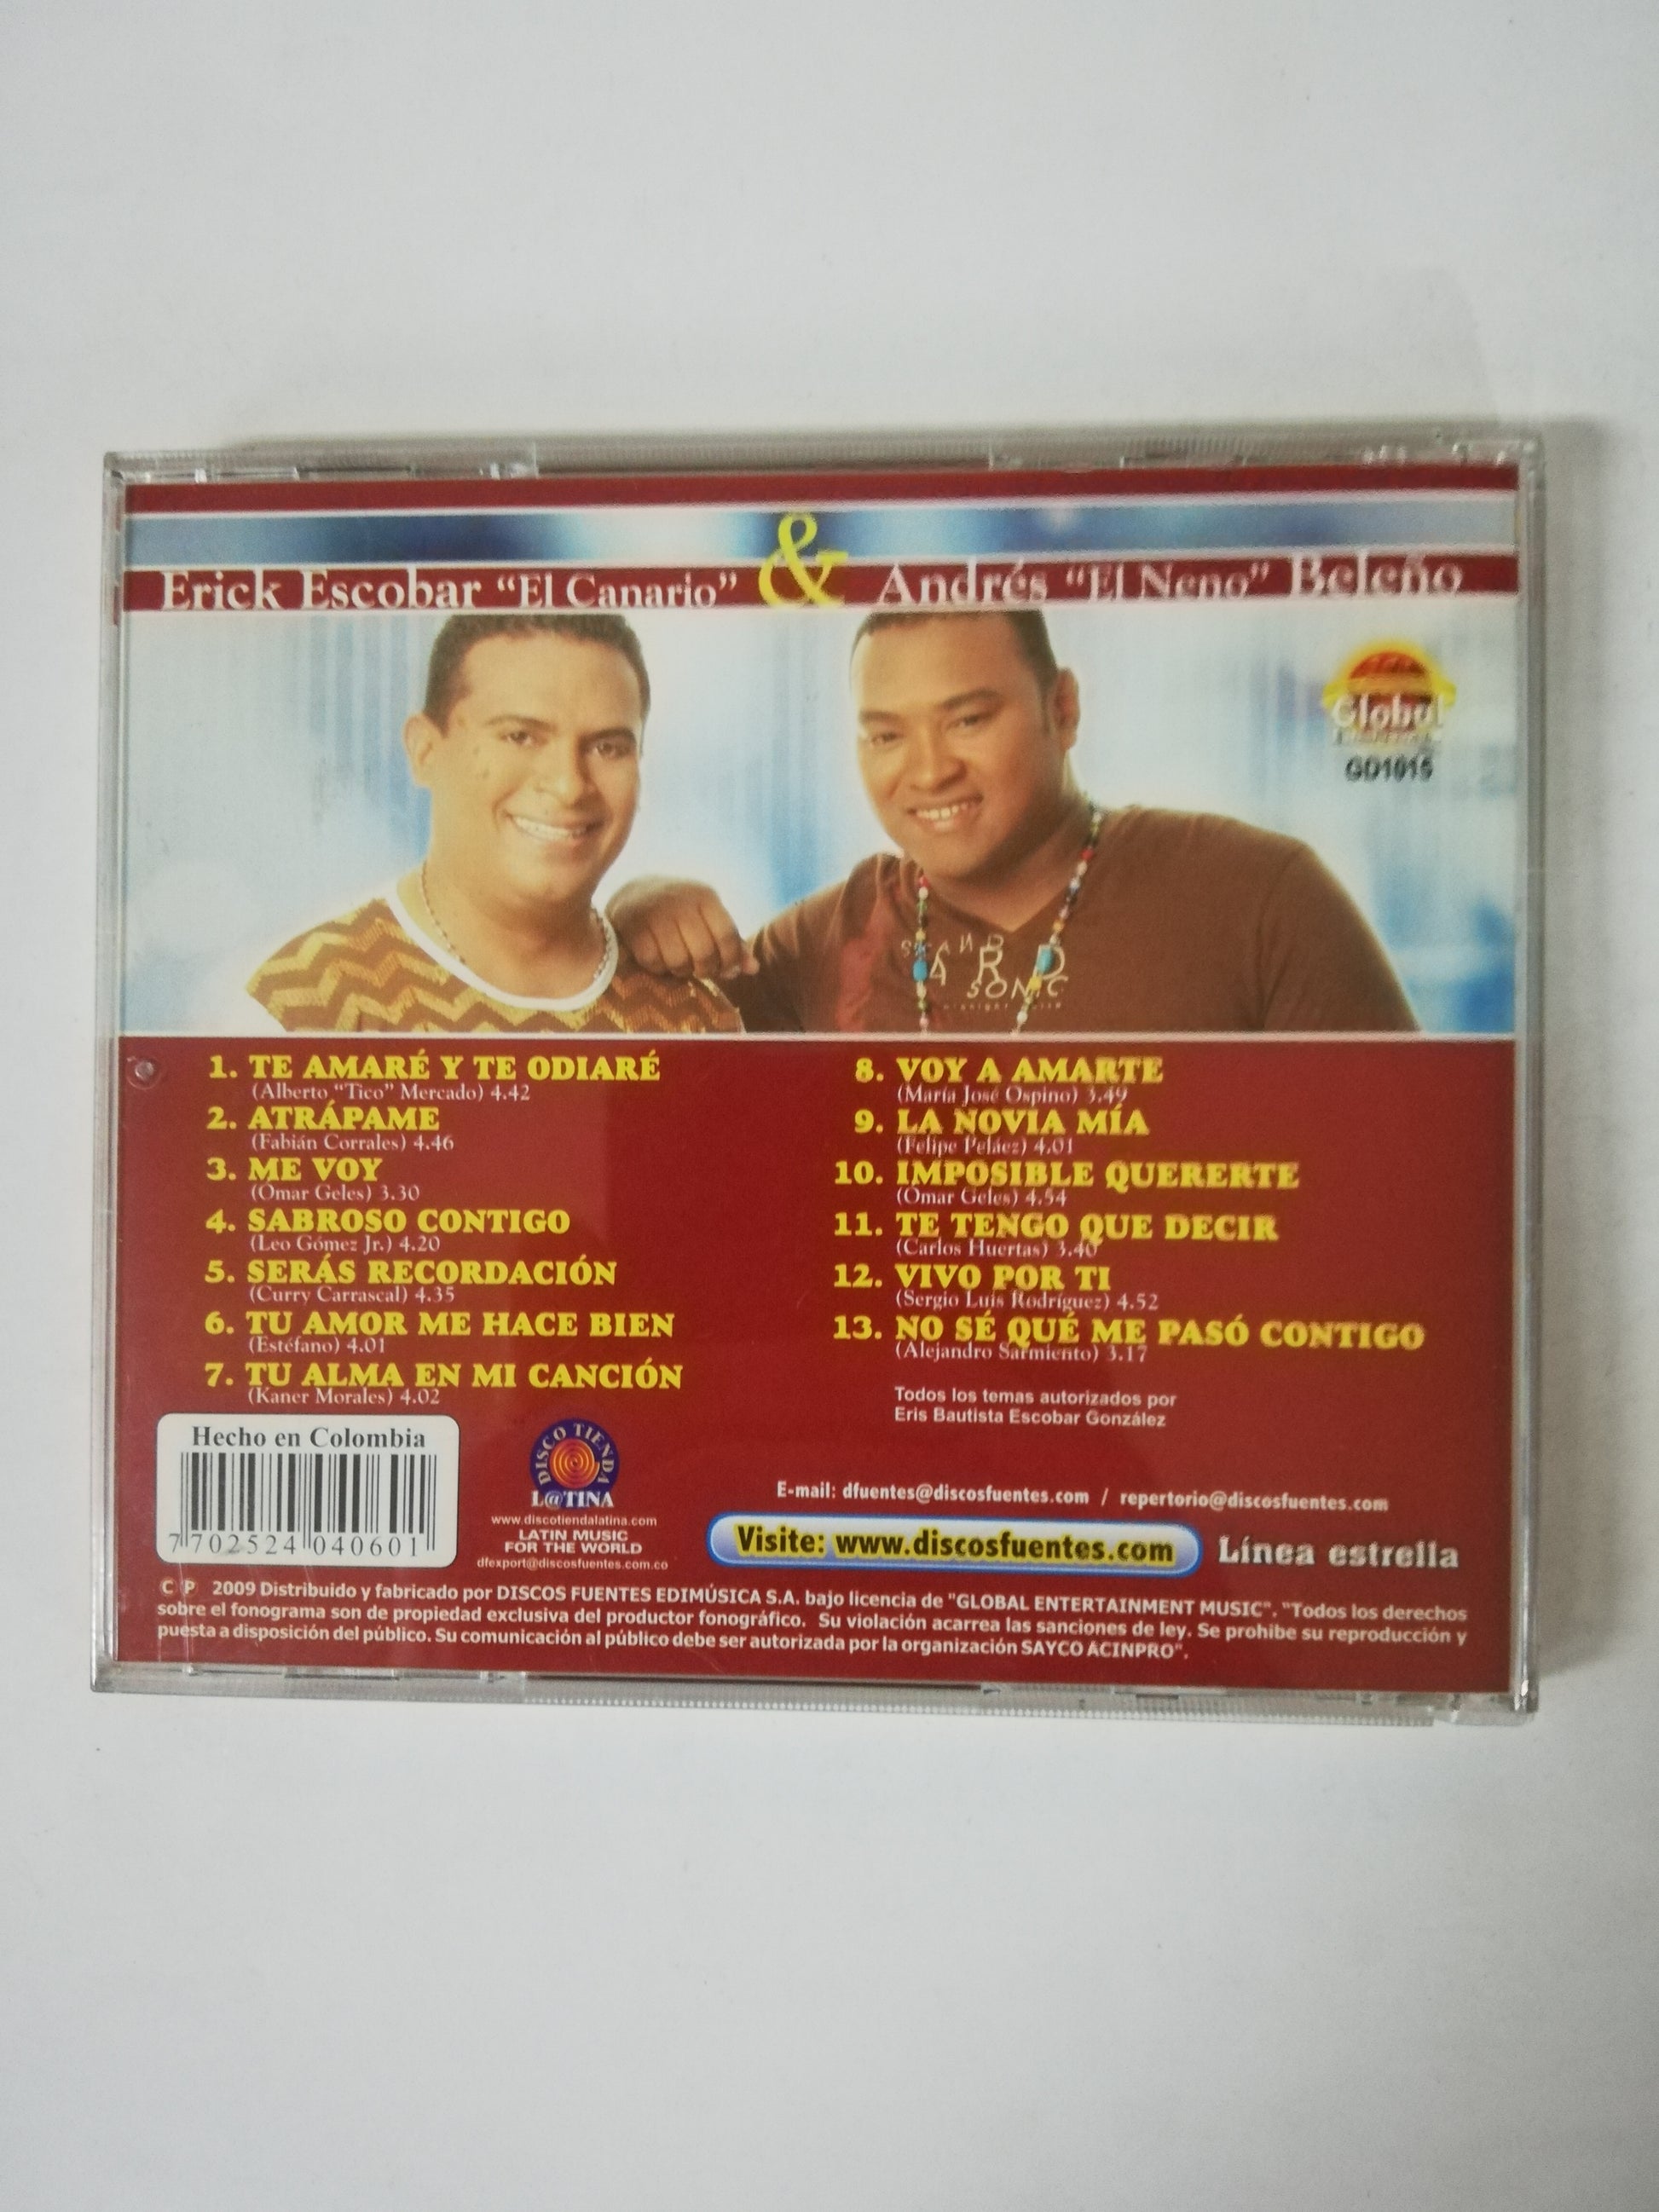 Erick Escobar “El Canario” & Andrés “El Neno” Beleño
Global
GD1015
SONIC
1. TE AMARÉ Y TE ODIARÉ
(Alberto “Tico” Mercado) 4.42
2. ATRÁPAME
(Fabián Corrales) 4.46
3. ME VOY
(Omar Geles) 3.30
4. SABROSO CONTIGO
(Leo Gómez Jr.) 4.20
5. SERÁS RECORDACIÓN
(Curry Carrascal) 4.35
6. TU AMOR ME HACE BIEN
(Estéfano) 4.01
7. TU ALMA EN MI CANCIÓN
(Kaner Morales) 4.02
8. VOY A AMARTE
(María José Ospino) 3.49
9. LA NOVIA MÍA
(Felipe Peláez) 4.01
10. IMPOSIBLE QUERERTE
(Omar Geles) 4.54
11. TE TENGO QUE DECIR
(Carlos Huertas) 3.40
12. VIVO POR TI
(Sergio Luis Rodríguez) 4.52
13. NO SÉ QUÉ ME PASÓ CONTIGO
(Alejandro Sarmiento) 3.17
Todos los temas autorizados por
Eris Bautista Escobar González
Hecho en Colombia
7 702524 040601
DISCO TIENDA
L@TINA
www.discotiendalatina.com
LATIN MUSIC
FOR THE WORLD
dfexport@discosfuentes.com.co
E-mail: dfuentes@discosfuentes.com / repertorio@discosfuentes.com
Visite: www.discosfuentes.com
Línea estrella
C P 2009 Distribuido y fabricado por DISCOS FUENTES EDIMÚSICA S.A. bajo licencia de "GLOBAL ENTERTAINMENT MUSIC". "Todos los derechos
sobre el fonograma son de propiedad exclusiva del productor fonográfico. Su violación acarrea las sanciones de ley. Se prohibe su reproducción y
puesta a disposición del público. Su comunicación al público debe ser autorizada por la organización SAYCO ACINPRO".